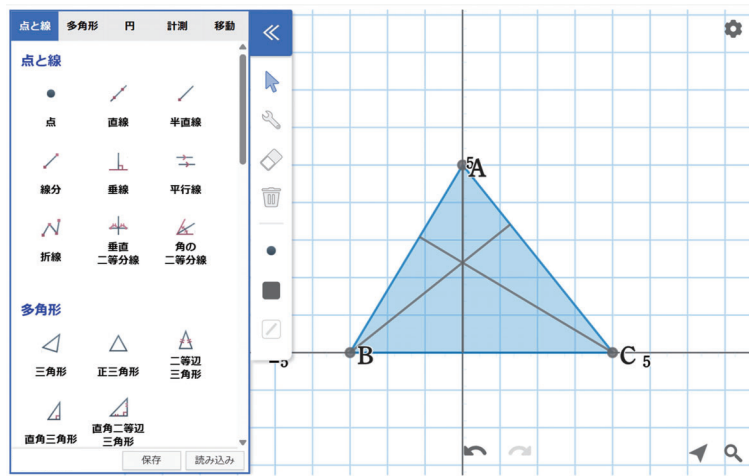 点と線 多角形 円 計測 移動
点と線
点 直線 半直線
線分 垂線 平行線
折線 垂直
二等分線 角の
二等分線
多角形
三角形 正三角形 二等辺
三角形
直角三角形 直角二等辺
三角形
保存 読み込み
5
A
B
C
5
-5